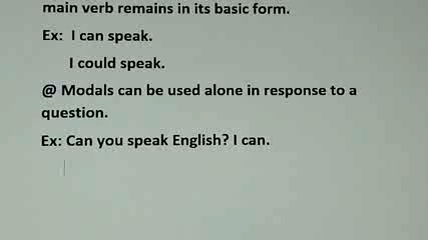 main verb remains in its basic form.
Ex: I can speak.
I could speak.
@ Modals can be used alone in response to a
question.
Ex: Can you speak English? I can.